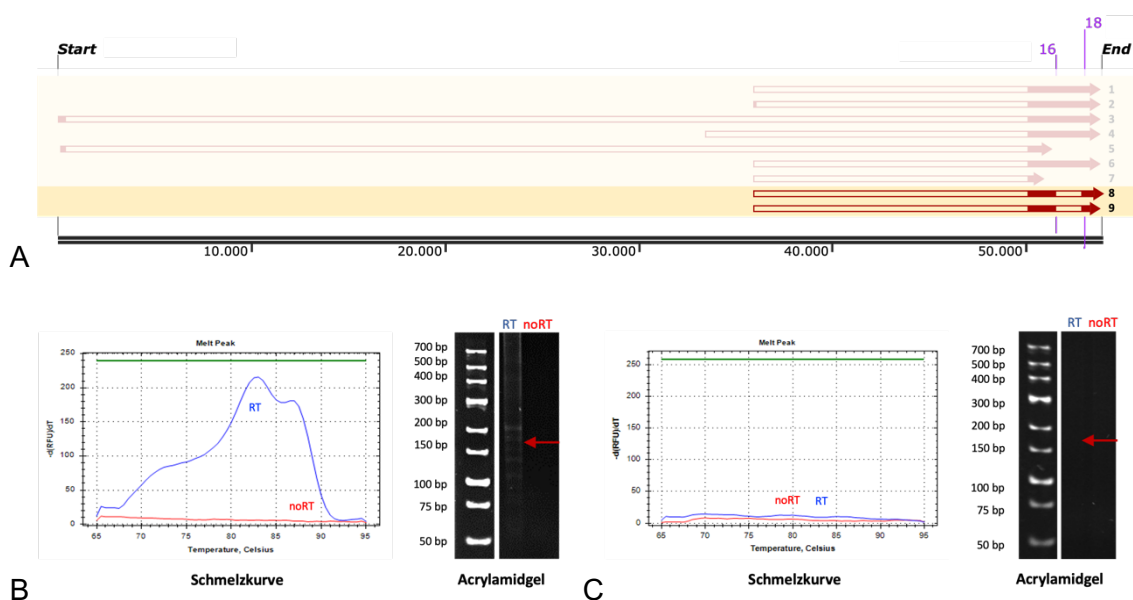 A
Start
16
18
End
1
2
3
4
5
6
7
8
9
10.000
20.000
30.000
40.000
50.000
B
Melt Peak
-d(RFU)/dT
250
200
150
100
50
0
RT
noRT
65
70
75
80
85
90
95
Temperature, Celsius
Schmelzkurve
RT noRT
700 bp
500 bp
400 bp
300 bp
200 bp
150 bp
100 bp
75 bp
50 bp
Acrylamidgel
C
Melt Peak
-d(RFU)/dT
250
200
150
100
50
0
noRT RT
65
70
75
80
85
90
95
Temperature, Celsius
Schmelzkurve
RT noRT
700 bp
500 bp
400 bp
300 bp
200 bp
150 bp
100 bp
75 bp
50 bp
Acrylamidgel